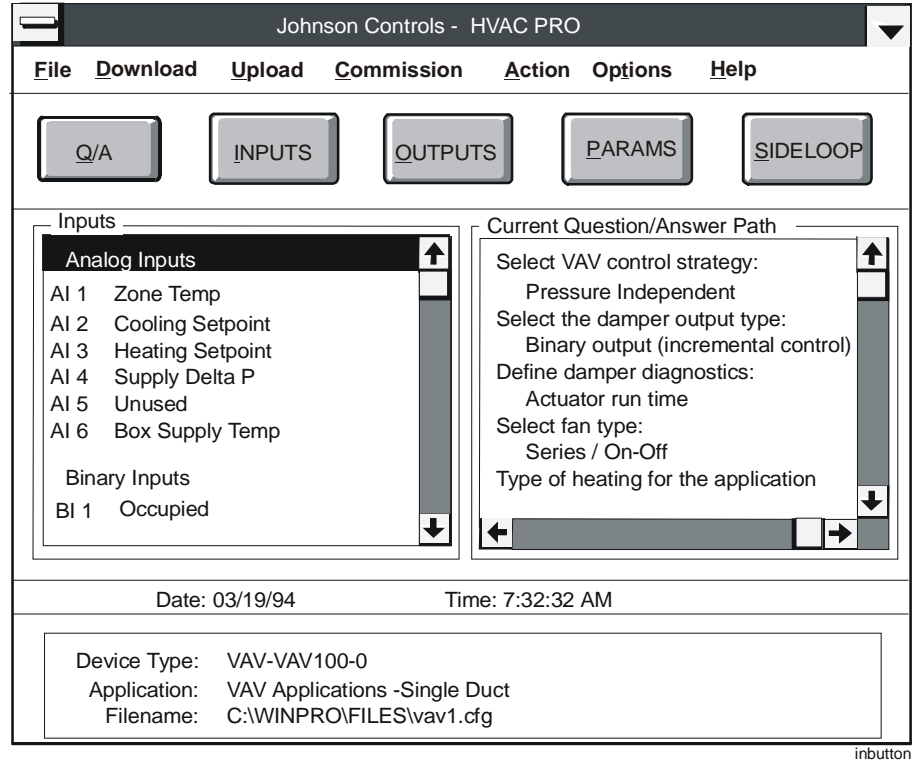 Johnson Controls - HVAC PRO
File Download Upload Commission Action Options Help
Q/A INPUTS OUTPUTS PARAMS SIDELOOP
Inputs
Analog Inputs
AI 1 Zone Temp
AI 2 Cooling Setpoint
AI 3 Heating Setpoint
AI 4 Supply Delta P
AI 5 Unused
AI 6 Box Supply Temp
Binary Inputs
BI 1 Occupied
Current Question/Answer Path
Select VAV control strategy:
Pressure Independent
Select the damper output type:
Binary output (incremental control)
Define damper diagnostics:
Actuator run time
Select fan type:
Series / On-Off
Type of heating for the application
Date: 03/19/94 Time: 7:32:32 AM
Device Type: VAV-VAV100-0
Application: VAV Applications -Single Duct
Filename: C:\WINPRO\FILES\vav1.cfg
inbutton